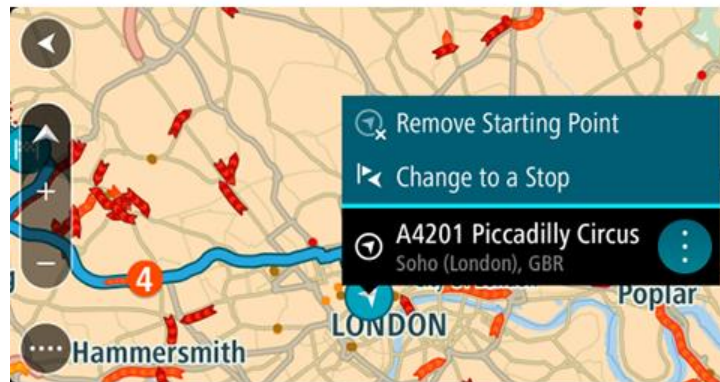 Remove Starting Point
Change to a Stop
A4201 Piccadilly Circus
Soho (London), GBR
4
Poplar
LONDON
Hammersmith